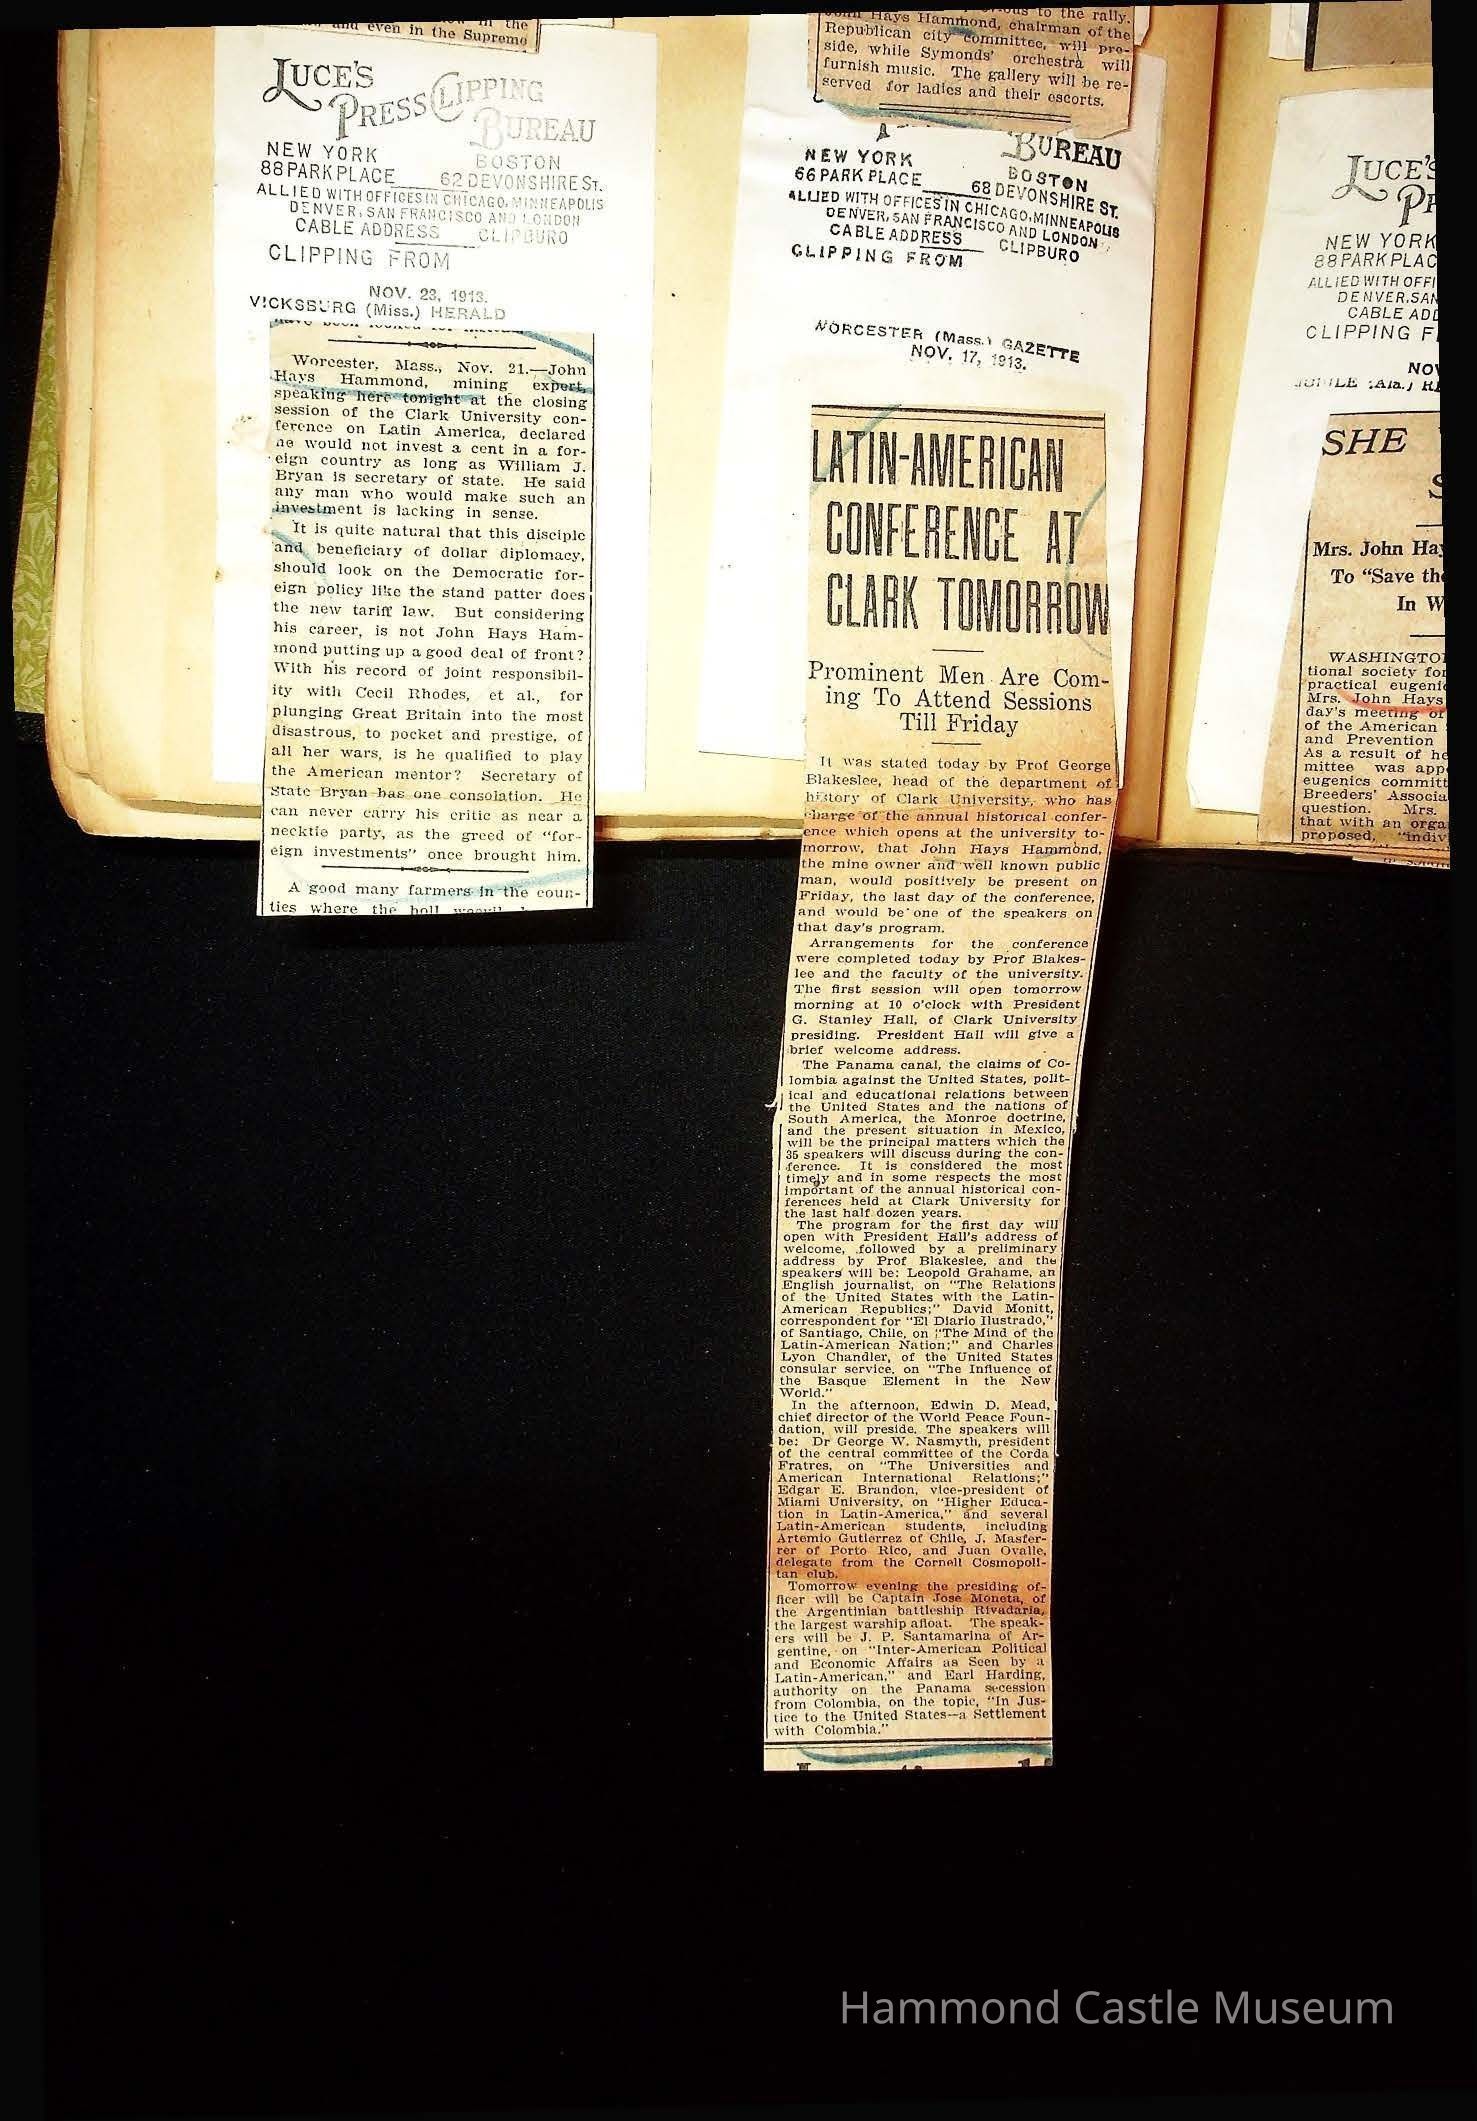 and even in the Supreme
LUCE'S
PRESS CLIPPING
BUREAU
NEW YORK BOSTON
88 PARK PLACE 62 DEVONSHIRE ST.
ALLIED WITH OFFICES IN CHICAGO, MINNEAPOLIS
DENVER, SAN FRANCISCO AND LONDON
CABLE ADDRESS CLIPBURO
CLIPPING FROM
NOV. 23, 1913.
VICKSBURG (Miss.) HERALD
Worcester, Mass., Nov. 21.—John
Hays Hammond, mining expert,
speaking here tonight at the closing
session of the Clark University con-
ference on Latin America, declared
he would not invest a cent in a for-
eign country as long as William J.
Bryan is secretary of state. He said
any man who would make such an
investment is lacking in sense.
It is quite natural that this disciple
and beneficiary of dollar diplomacy,
should look on the Democratic for-
eign policy like the stand patter does
the new tariff law. But considering
his career, is not John Hays Ham-
mond putting up a good deal of front?
With his record of joint responsibil-
ity with Cecil Rhodes, et al., for
plunging Great Britain into the most
disastrous, to pocket and prestige, of
all her wars, is he qualified to play
the American mentor? Secretary of
State Bryan has one consolation. He
can never carry his critic as near a
necktie party, as the greed of "for-
eign investments" once brought him.
A good many farmers in the coun-
ties where the boll
to the rally.
John Hays Hammond, chairman of the
Republican city committee, will pre-
side, while Symonds' orchestra will
furnish music. The gallery will be re-
served for ladies and their escorts.
BUREAU
NEW YORK BOSTON
66 PARK PLACE 68 DEVONSHIRE ST.
ALLIED WITH OFFICES IN CHICAGO, MINNEAPOLIS
DENVER, SAN FRANCISCO AND LONDON
CABLE ADDRESS CLIPBURO
CLIPPING FROM
WORCESTER (Mass.) GAZETTE
NOV. 17, 1913.
LATIN-AMERICAN
CONFERENCE AT
CLARK TOMORROW
Prominent Men Are Com-
ing To Attend Sessions
Till Friday
It was stated today by Prof George
Blakeslee, head of the department of
history of Clark University, who has
charge of the annual historical confer-
ence which opens at the university to-
morrow, that John Hays Hammond,
the mine owner and well known public
man, would positively be present on
Friday, the last day of the conference,
and would be one of the speakers on
that day's program.
Arrangements for the conference
were completed today by Prof Blakes-
lee and the faculty of the university.
The first session will open tomorrow
morning at 10 o'clock with President
G. Stanley Hall, of Clark University
presiding. President Hall will give a
brief welcome address.
The Panama canal, the claims of Co-
lombia against the United States, polit-
ical and educational relations between
the United States and the nations of
South America, the Monroe doctrine,
and the present situation in Mexico,
will be the principal matters which the
35 speakers will discuss during the con-
ference. It is considered the most
timely and in some respects the most
important of the annual historical con-
ferences held at Clark University for
the last half dozen years.
The program for the first day will
open with President Hall's address of
welcome, followed by a preliminary
address by Prof Blakeslee, and the
speakers will be: Leopold Grahame, an
English journalist, on "The Relations
of the United States with the Latin-
American Republics;" David Monitt,
correspondent for "El Diario Ilustrado,"
of Santiago, Chile, on "The Mind of the
Latin-American Nation;" and Charles
Lyon Chandler, of the United States
consular service, on "The Influence of
the Basque Element in the New
World."
In the afternoon, Edwin D. Mead,
chief director of the World Peace Foun-
dation, will preside. The speakers will
be: Dr George W. Nasmyth, president
of the central committee of the Corda
Fratres, on "The Universities and
American International Relations;"
Edgar E. Brandon, vice-president of
Miami University, on "Higher Educa-
tion in Latin-America," and several
Latin-American students, including
Artemio Gutierrez of Chile, J. Masfer-
rer of Porto Rico, and Juan Ovalle,
delegate from the Cornell Cosmopoli-
tan club.
Tomorrow evening the presiding of-
ficer will be Captain Jose Moneta, of
the Argentinian battleship Rivadaria,
the largest warship afloat. The speak-
ers will be J. P. Santamarina of Ar-
gentine, on "Inter-American Political
and Economic Affairs as Seen by a
Latin-American," and Earl Harding,
authority on the Panama secession
from Colombia, on the topic, "In Jus-
tice to the United States—a Settlement
with Colombia."
LUCE'S
NEW YORK
88 PARK PLAC
ALLIED WITH OFFI
DENVER, SAN
CABLE ADD
CLIPPING F
NOV
SHE
Mrs. John Hay
To "Save the
In W
WASHINGTO
tional society for
practical eugeni
Mrs. John Hays
day's meeting of
of the American
and Prevention
As a result of he
mittee was app
eugenics committ
Breeders' Associa
question. Mrs.
that with an orga
proposed, "indiv
Hammond Castle Museum